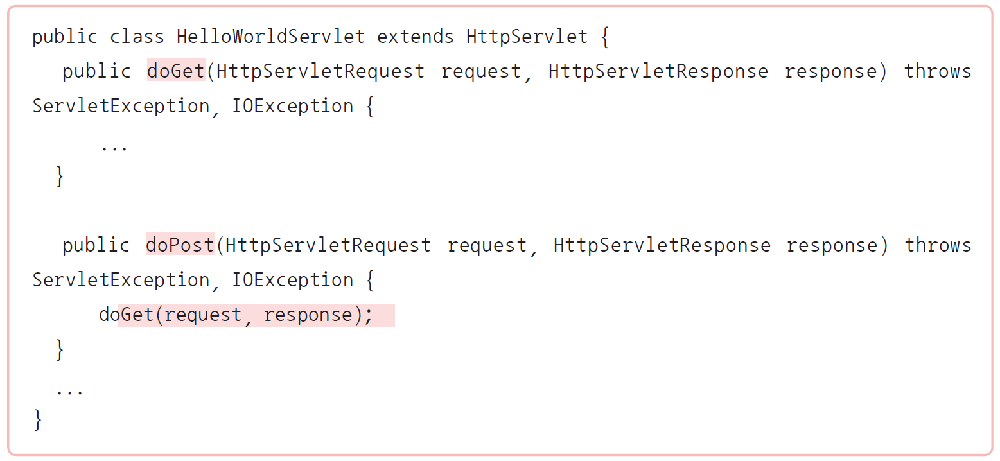 public class HelloWorldServlet extends HttpServlet {
public doGet(HttpServletRequest request, HttpServletResponse response) throws
ServletException, IOException {
...
}
public doPost(HttpServletRequest request, HttpServletResponse response) throws
ServletException, IOException {
doGet(request, response);
}
...
}